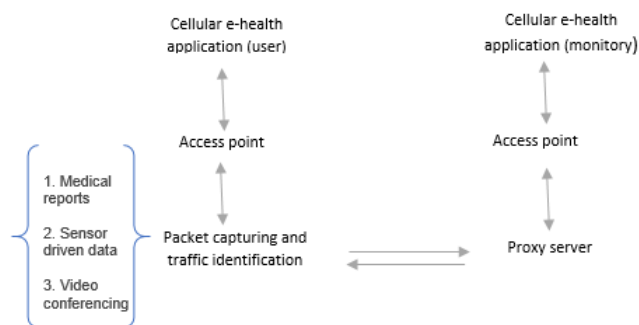 Cellular e-health
application (user)
Cellular e-health
application (monitory)
Access point
Access point
1. Medical
reports
2. Sensor
driven data
3. Video
conferencing
Packet capturing and
traffic identification
Proxy server